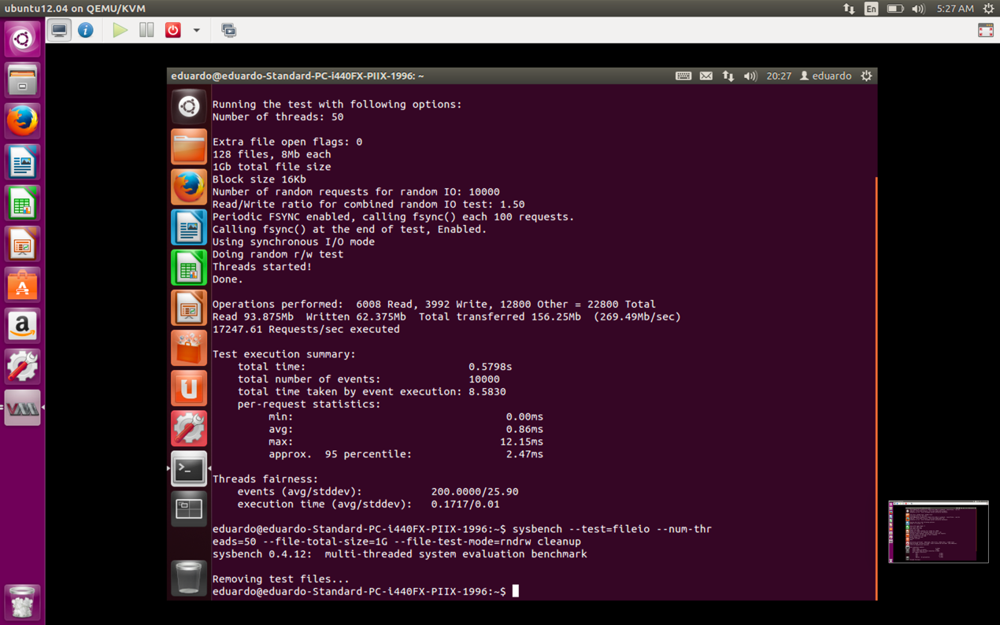 ubuntu12.04 on QEMU/KVM
En
5:27 AM
eduardo@eduardo-Standard-PC-i440FX-PIIX-1996: ~
20:27
eduardo
Running the test with following options:
Number of threads: 50
Extra file open flags: 0
128 files, 8Mb each
1Gb total file size
Block size 16Kb
Number of random requests for random IO: 10000
Read/Write ratio for combined random IO test: 1.50
Periodic FSYNC enabled, calling fsync() each 100 requests.
Calling fsync() at the end of test, Enabled.
Using synchronous I/O mode
Doing random r/w test
Threads started!
Done.
Operations performed:  6008 Read, 3992 Write, 12800 Other = 22800 Total
Read 93.875Mb  Written 62.375Mb  Total transferred 156.25Mb  (269.49Mb/sec)
17247.61 Requests/sec executed
Test execution summary:
    total time:                          0.5798s
    total number of events:              10000
    total time taken by event execution: 8.5830
    per-request statistics:
         min:                                  0.00ms
         avg:                                  0.86ms
         max:                                 12.15ms
         approx.  95 percentile:               2.47ms
Threads fairness:
    events (avg/stddev):           200.0000/25.90
    execution time (avg/stddev):   0.1717/0.01
eduardo@eduardo-Standard-PC-i440FX-PIIX-1996:~$ sysbench --test=fileio --num-thr
eads=50 --file-total-size=1G --file-test-mode=rndrw cleanup
sysbench 0.4.12:  multi-threaded system evaluation benchmark
Removing test files...
eduardo@eduardo-Standard-PC-i440FX-PIIX-1996:~$